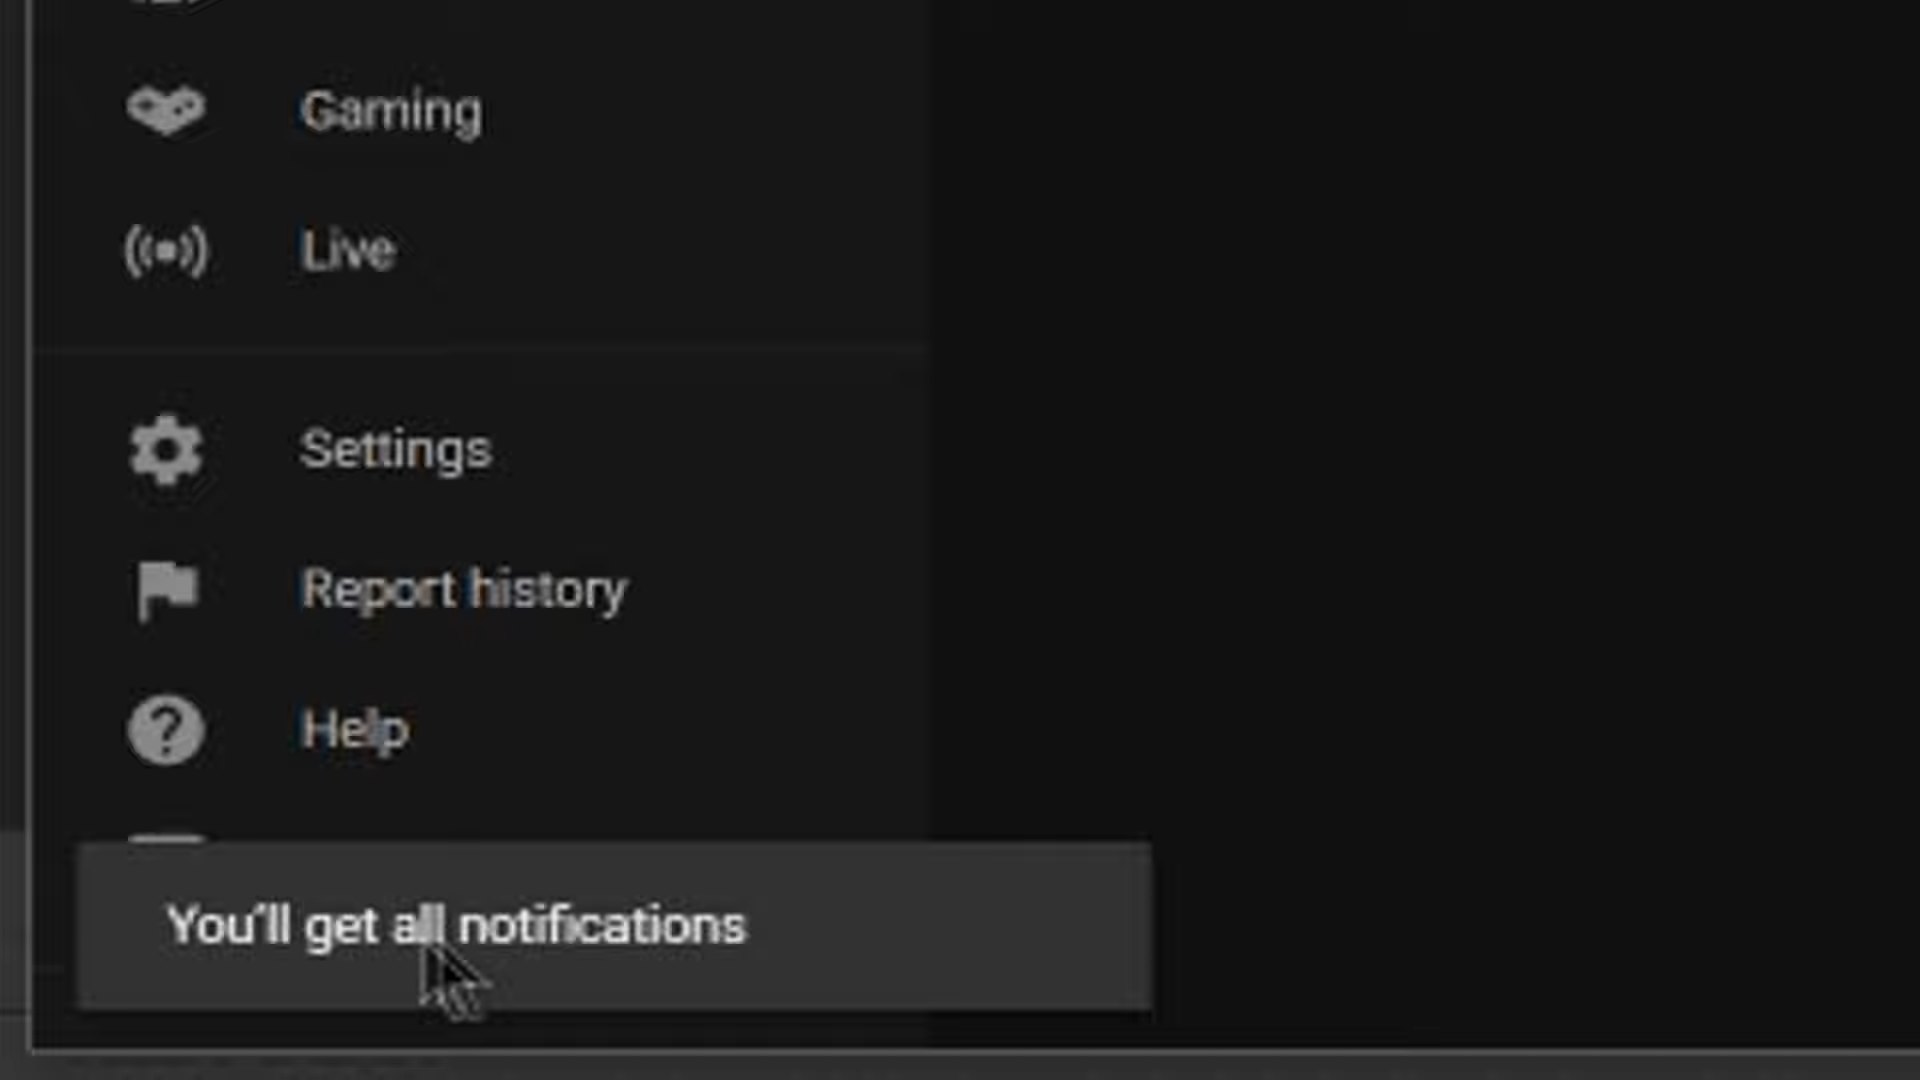 Gaming
Live
Settings
Report history
Help
You'll get all notifications